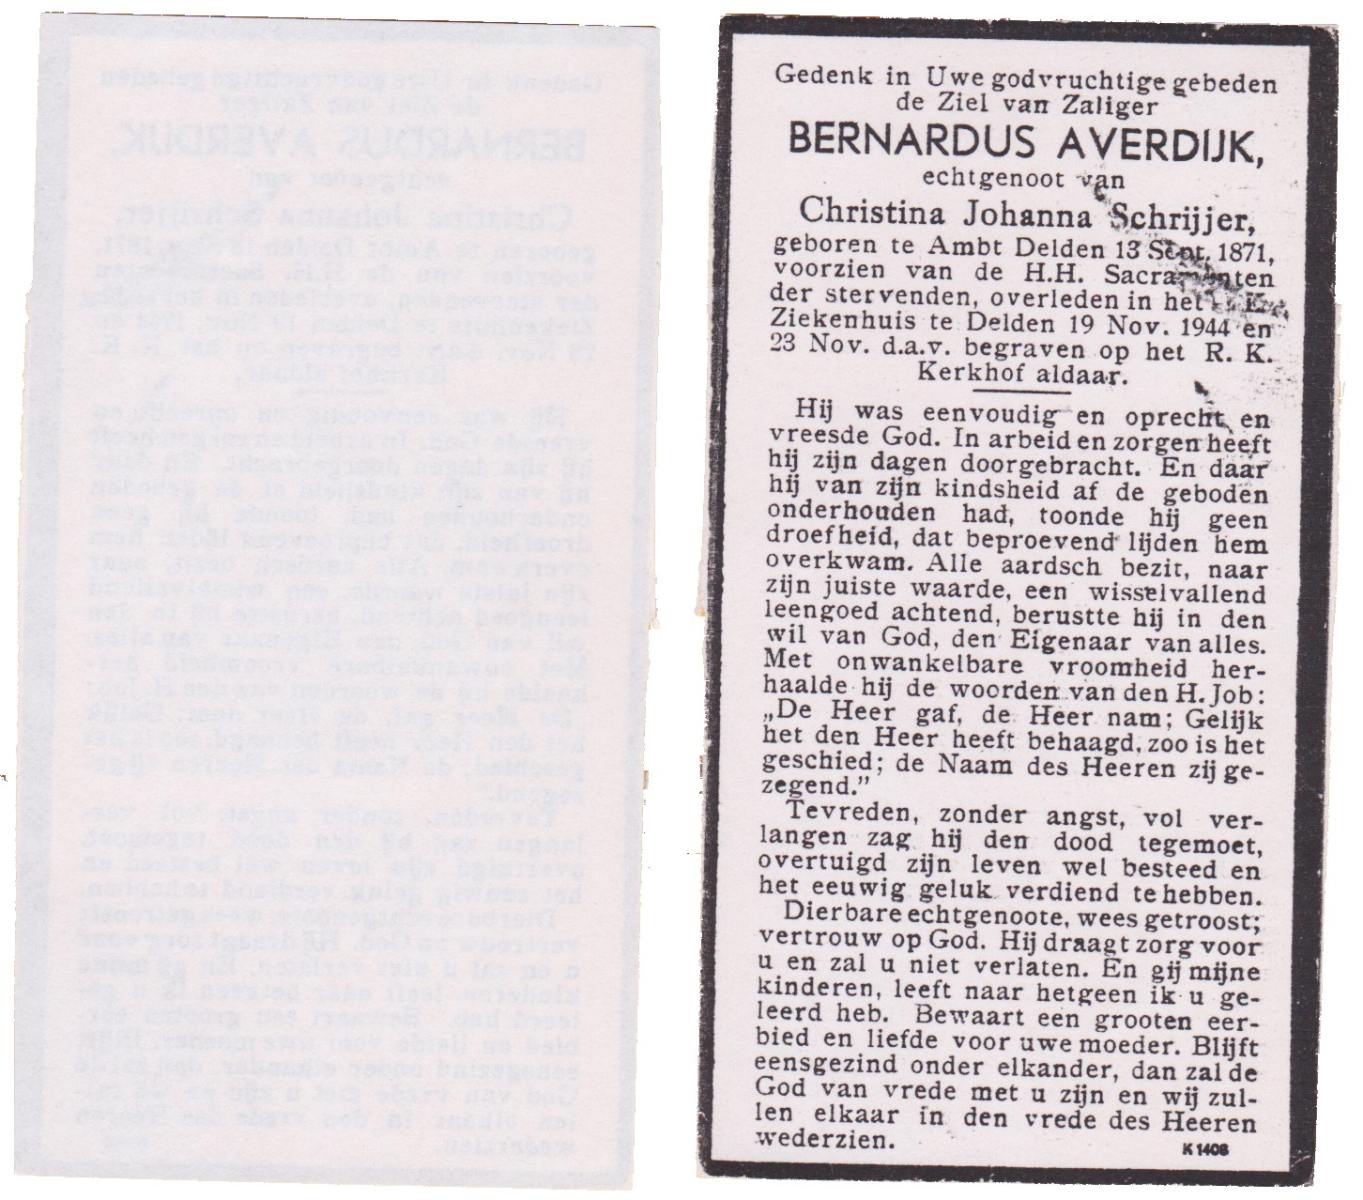 Gedenk in Uwe godvruchtige gebeden
de Ziel van Zaliger
BERNARDUS AVERDIJK,
echtgenoot van
Christina Johanna Schrijjer,
geboren te Ambt Delden 13 Sept. 1871,
voorzien van de H.H. Sacramenten
der stervenden, overleden in het
Ziekenhuis te Delden 19 Nov. 1944 en
23 Nov. d.a.v. begraven op het R. K.
Kerkhof aldaar.
Hij was eenvoudig en oprecht en
vreesde God. In arbeid en zorgen heeft
hij zijn dagen doorgebracht. En daar
hij van zijn kindsheid af de geboden
onderhouden had, toonde hij geen
droefheid, dat beproevend lijden hem
overkwam. Alle aardsch bezit, naar
zijn juiste waarde, een wisselvallend
leengoed achtend, berustte hij in den
wil van God, den Eigenaar van alles.
Met onwankelbare vroomheid her-
haalde hij de woorden van den H. Job:
„De Heer gaf, de Heer nam; Gelijk
het den Heer heeft behaagd, zoo is het
geschied; de Naam des Heeren zij ge-
zegend.”
Tevreden, zonder angst, vol ver-
langen zag hij den dood tegemoet,
overtuigd zijn leven wel besteed en
het eeuwig geluk verdiend te hebben.
Dierbare echtgenoote, wees getroost;
vertrouw op God. Hij draagt zorg voor
u en zal u niet verlaten. En gij mijne
kinderen, leeft naar hetgeen ik u ge-
leerd heb. Bewaart een grooten eer-
bied en liefde voor uwe moeder. Blijft
eensgezind onder elkander, dan zal de
God van vrede met u zijn en wij zul-
len elkaar in den vrede des Heeren
wederzien.
K 1406